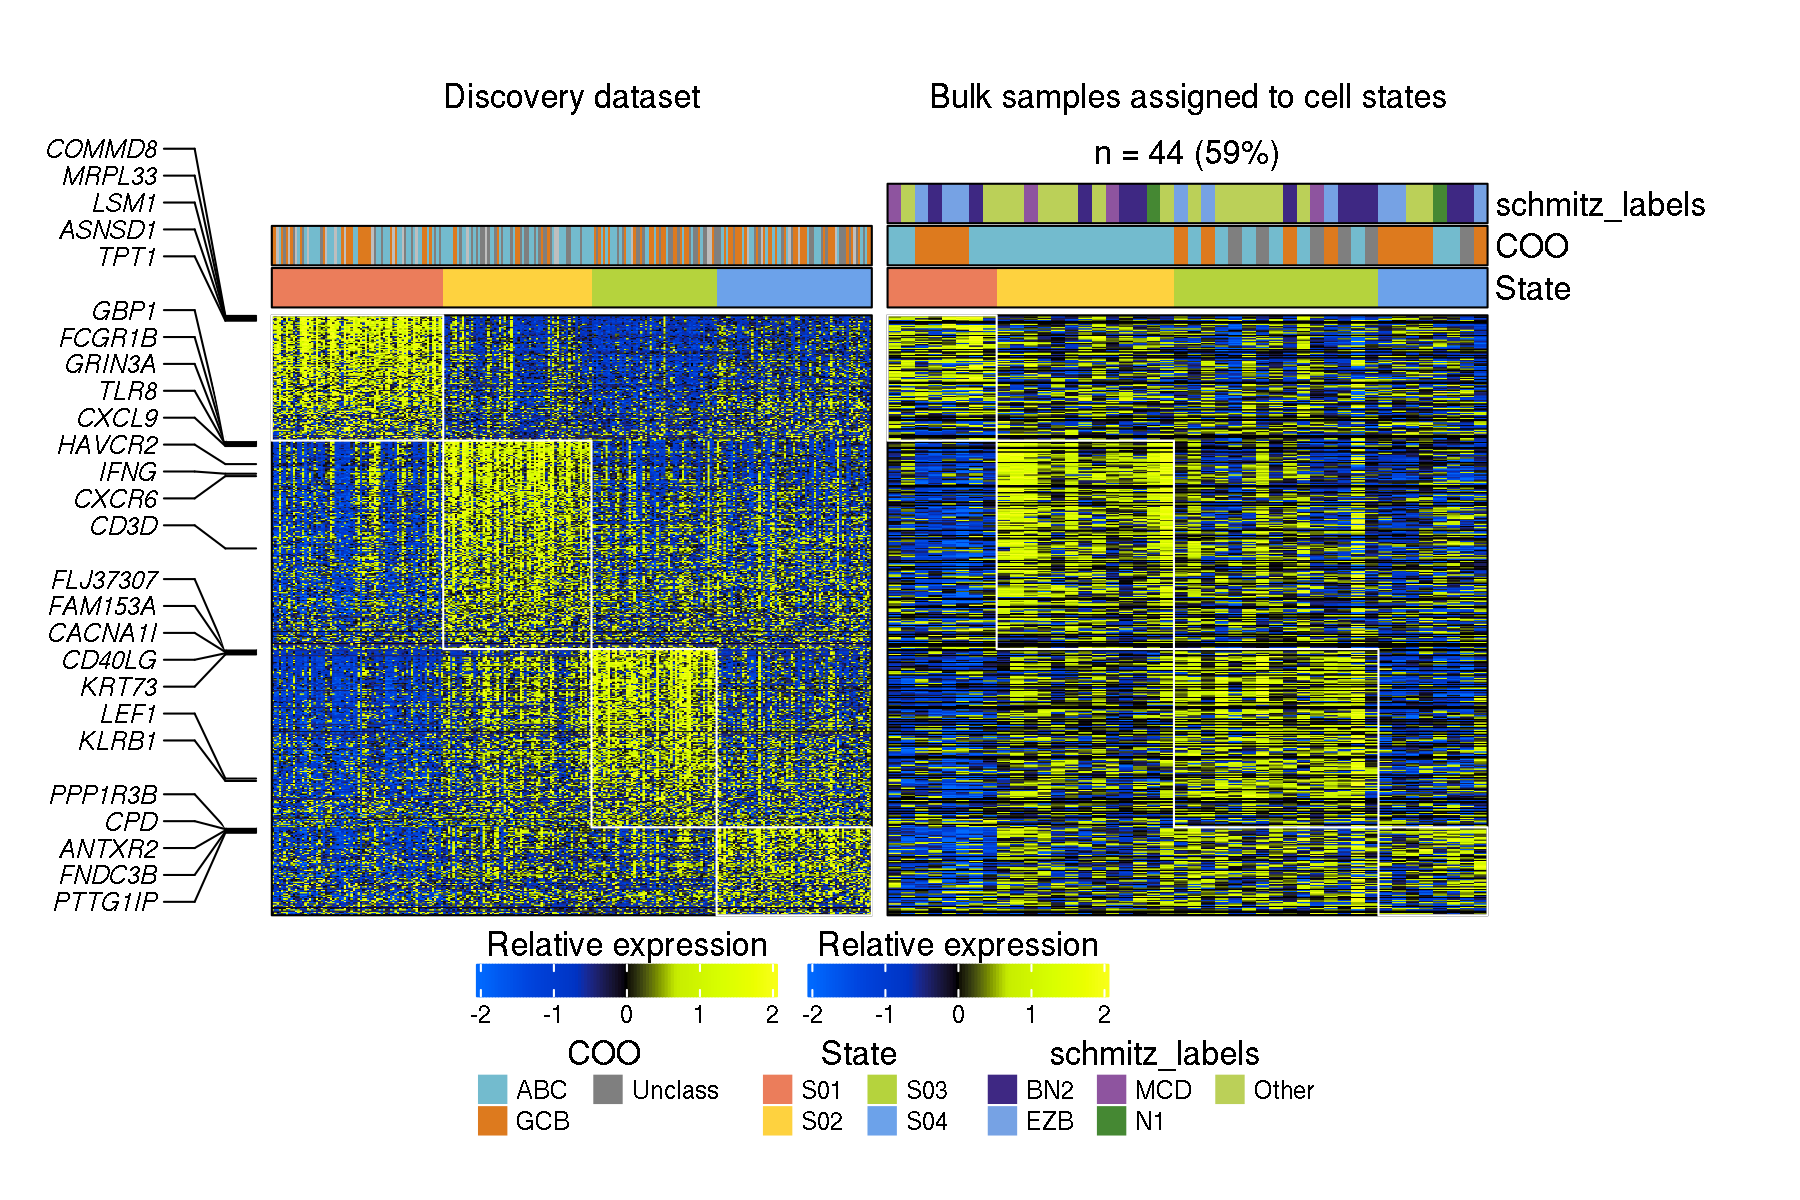 Discovery dataset
Bulk samples assigned to cell states
n = 44 (59%)
schmitz_labels
COO
State
COMMD8
MRPL33
LSM1
ASNSD1
TPT1
GBP1
FCGR1B
GRIN3A
TLR8
CXCL9
HAVCR2
IFNG
CXCR6
CD3D
FLJ37307
FAM153A
CACNA1I
CD40LG
KRT73
LEF1
KLRB1
PPP1R3B
CPD
ANTXR2
FNDC3B
PTTG1IP
Relative expression Relative expression
-2 -1 0 1 2 -2 -1 0 1 2
COO State schmitz_labels
ABC Unclass S01 S03 BN2 MCD Other
GCB S02 S04 EZB N1